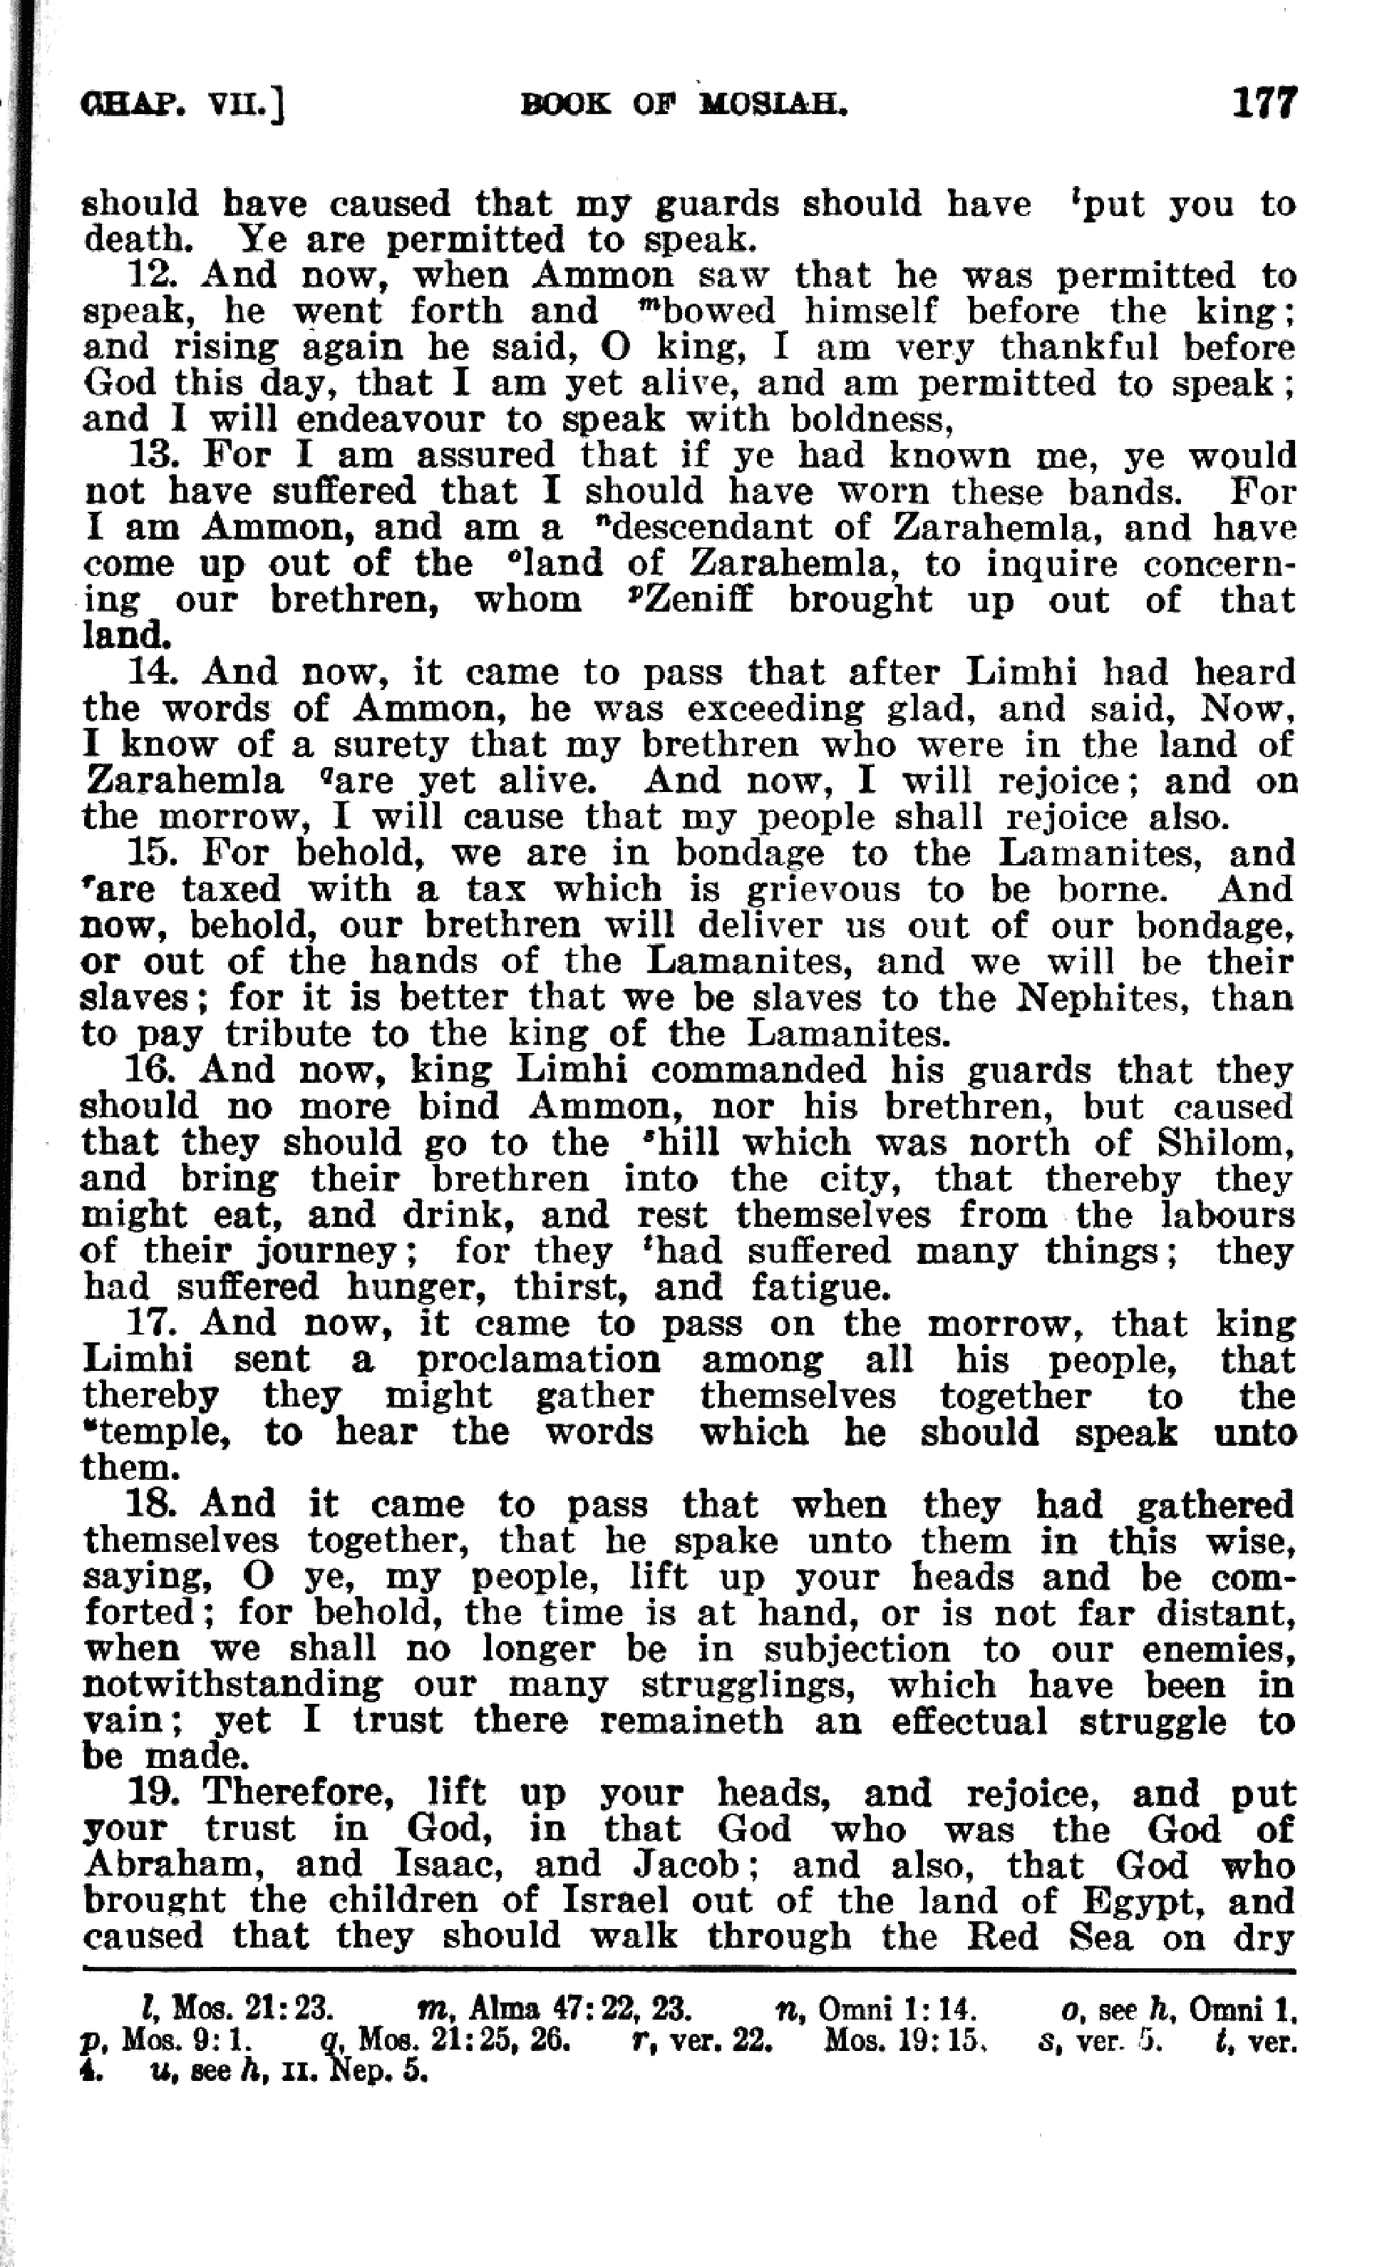 CHAP. VII.] BOOK OF MOSIAH. 177
should have caused that my guards should have ˡput you to
death. Ye are permitted to speak.
12. And now, when Ammon saw that he was permitted to
speak, he went forth and ᵐbowed himself before the king;
and rising again he said, O king, I am very thankful before
God this day, that I am yet alive, and am permitted to speak;
and I will endeavour to speak with boldness,
13. For I am assured that if ye had known me, ye would
not have suffered that I should have worn these bands. For
I am Ammon, and am a ⁿdescendant of Zarahemla, and have
come up out of the ᵒland of Zarahemla, to inquire concern-
ing our brethren, whom ᵖZeniff brought up out of that
land.
14. And now, it came to pass that after Limhi had heard
the words of Ammon, he was exceeding glad, and said, Now,
I know of a surety that my brethren who were in the land of
Zarahemla qare yet alive. And now, I will rejoice; and on
the morrow, I will cause that my people shall rejoice also.
15. For behold, we are in bondage to the Lamanites, and
ʳare taxed with a tax which is grievous to be borne. And
now, behold, our brethren will deliver us out of our bondage,
or out of the hands of the Lamanites, and we will be their
slaves; for it is better that we be slaves to the Nephites, than
to pay tribute to the king of the Lamanites.
16. And now, king Limhi commanded his guards that they
should no more bind Ammon, nor his brethren, but caused
that they should go to the ˢhill which was north of Shilom,
and bring their brethren into the city, that thereby they
might eat, and drink, and rest themselves from the labours
of their journey; for they ᵗhad suffered many things; they
had suffered hunger, thirst, and fatigue.
17. And now, it came to pass on the morrow, that king
Limhi sent a proclamation among all his people, that
thereby they might gather themselves together to the
ᵘtemple, to hear the words which he should speak unto
them.
18. And it came to pass that when they had gathered
themselves together, that he spake unto them in this wise,
saying, O ye, my people, lift up your heads and be com-
forted; for behold, the time is at hand, or is not far distant,
when we shall no longer be in subjection to our enemies,
notwithstanding our many strugglings, which have been in
vain; yet I trust there remaineth an effectual struggle to
be made.
19. Therefore, lift up your heads, and rejoice, and put
your trust in God, in that God who was the God of
Abraham, and Isaac, and Jacob; and also, that God who
brought the children of Israel out of the land of Egypt, and
caused that they should walk through the Red Sea on dry
l, Mos. 21:23. m, Alma 47:22, 23. n, Omni 1:14. o, see h, Omni 1.
p, Mos. 9:1. q, Mos. 21:25, 26. r, ver. 22. Mos. 19:15. s, ver. 5. t, ver.
4. u, see h, II. Nep. 5.